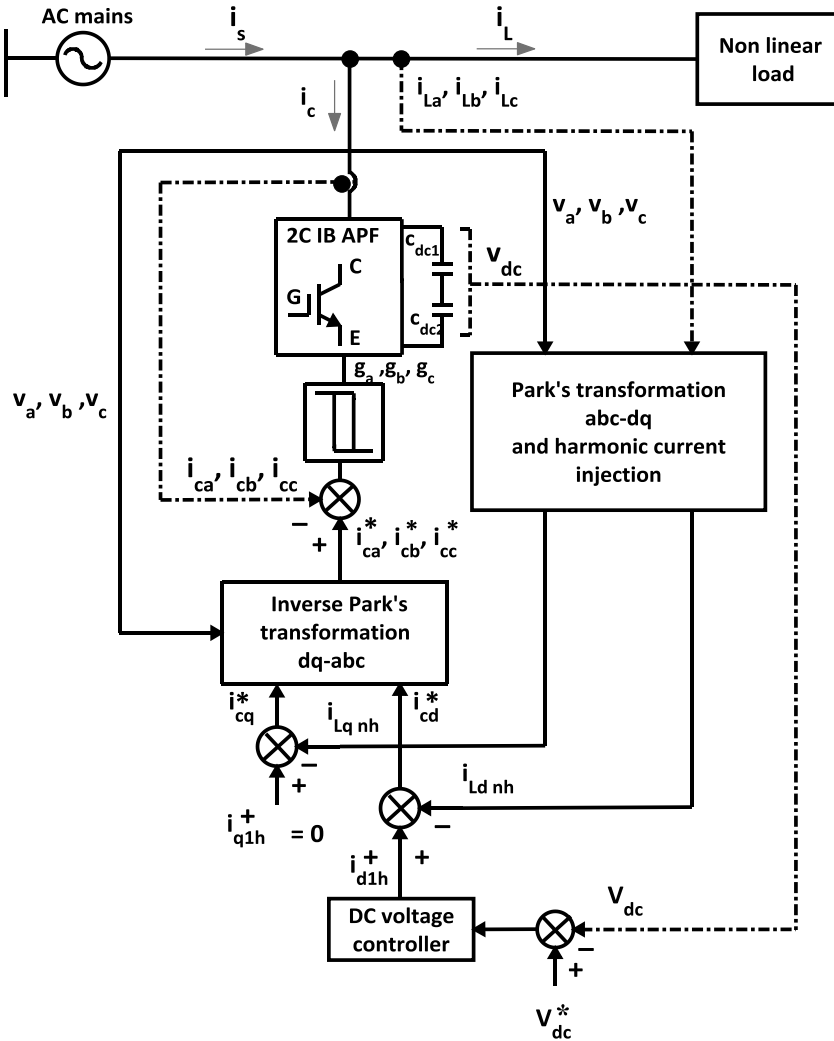 AC mains
i_s
i_L
Non linear
load
i_c
i_La, i_Lb, i_Lc
v_a, v_b ,v_c
2C IB APF
c_dc1
v_dc
C
G
c_dc2
E
g_a ,g_b, g_c
Park's transformation
abc-dq
and harmonic current
injection
v_a, v_b ,v_c
i_ca, i_cb, i_cc
−
+
i*_ca, i*_cb, i*_cc
Inverse Park's
transformation
dq-abc
i*_cq
i_Lq nh
i*_cd
−
+
i_Ld nh
i+_q1h = 0
−
i+_d1h
+
DC voltage
controller
V_dc
−
+
V*_dc